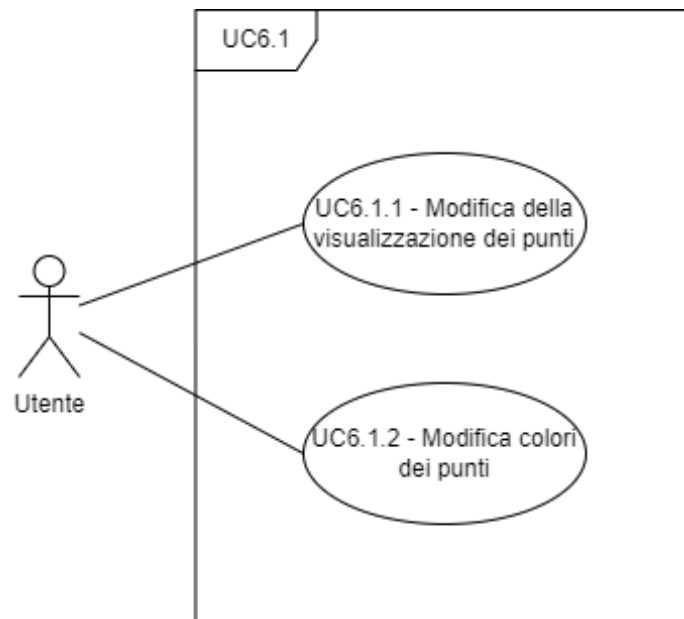 UC6.1
UC6.1.1 - Modifica della
visualizzazione dei punti
Utente
UC6.1.2 - Modifica colori
dei punti